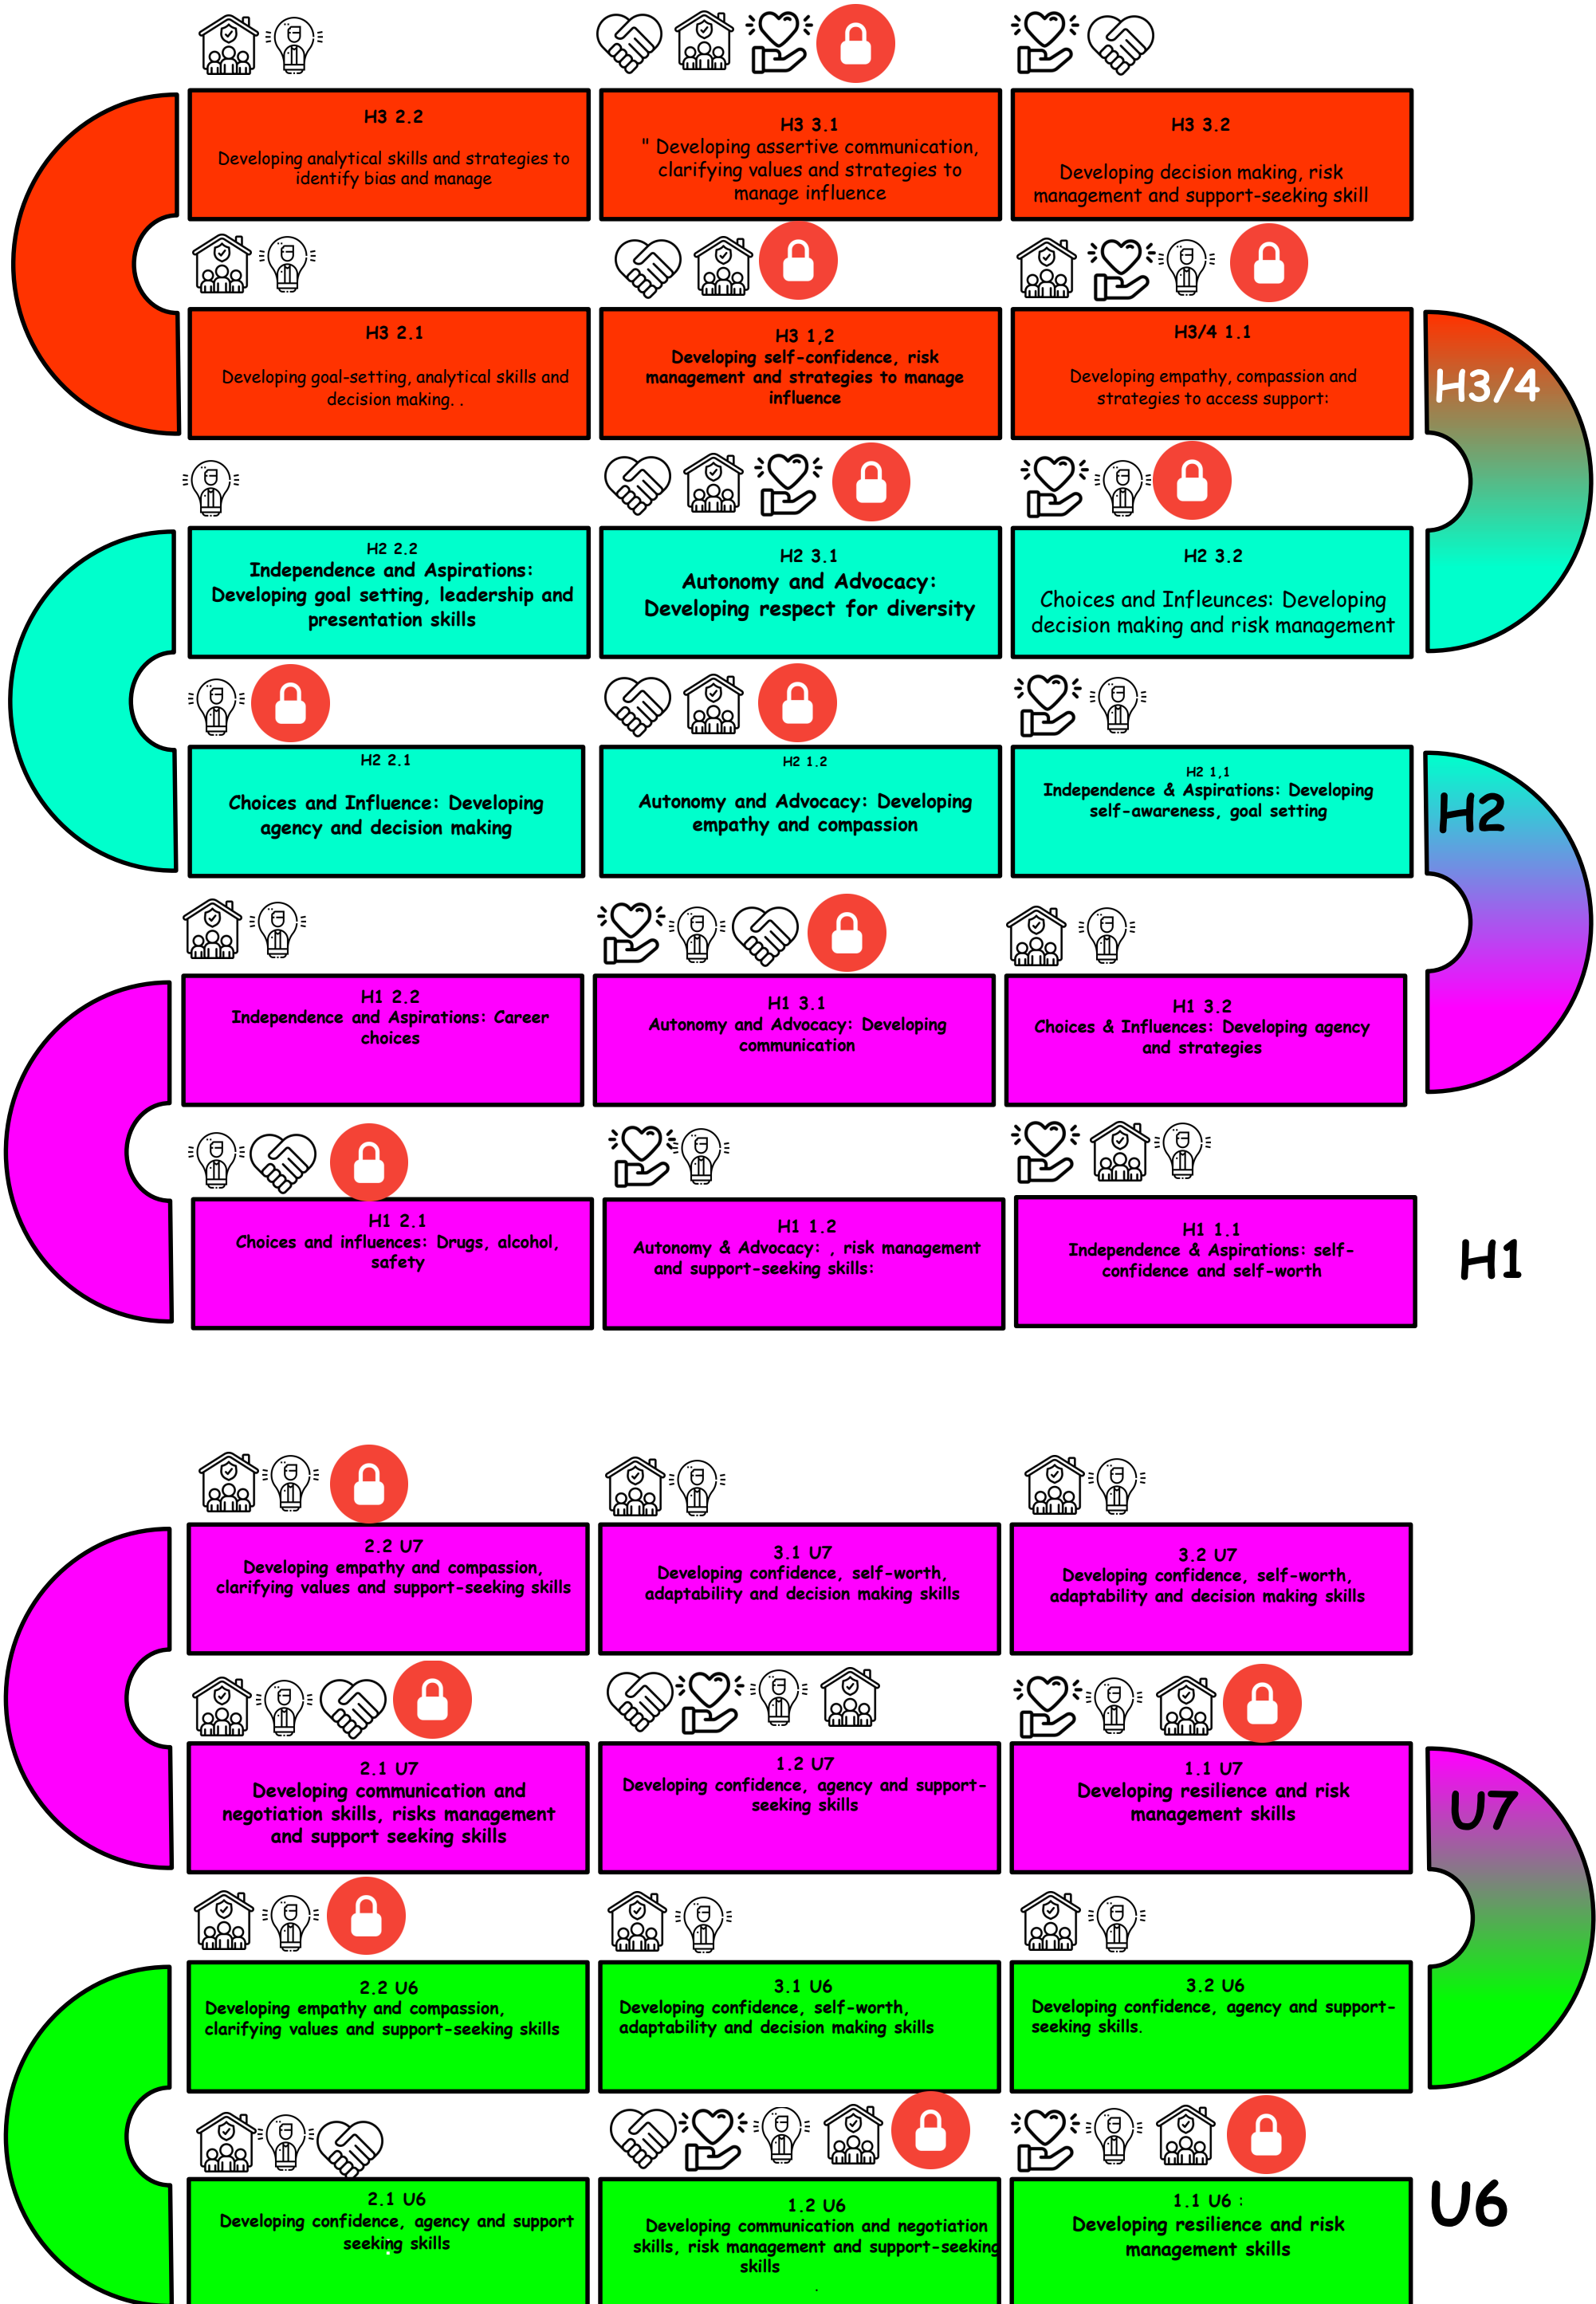 H3 2.2
Developing analytical skills and strategies to
identify bias and manage
H3 3.1
" Developing assertive communication,
clarifying values and strategies to
manage influence
H3 3.2
Developing decision making, risk
management and support-seeking skill
H3 2.1
Developing goal-setting, analytical skills and
decision making. .
H3 1,2
Developing self-confidence, risk
management and strategies to manage
influence
H3/4 1.1
Developing empathy, compassion and
strategies to access support:
H3/4
H2 2.2
Independence and Aspirations:
Developing goal setting, leadership and
presentation skills
H2 3.1
Autonomy and Advocacy:
Developing respect for diversity
H2 3.2
Choices and Infleunces: Developing
decision making and risk management
H2 2.1
Choices and Influence: Developing
agency and decision making
H2 1.2
Autonomy and Advocacy: Developing
empathy and compassion
H2 1,1
Independence & Aspirations: Developing
self-awareness, goal setting
H2
H1 2.2
Independence and Aspirations: Career
choices
H1 3.1
Autonomy and Advocacy: Developing
communication
H1 3.2
Choices & Influences: Developing agency
and strategies
H1 2.1
Choices and influences: Drugs, alcohol,
safety
H1 1.2
Autonomy & Advocacy: , risk management
and support-seeking skills:
H1 1.1
Independence & Aspirations: self-
confidence and self-worth
H1
2.2 U7
Developing empathy and compassion,
clarifying values and support-seeking skills
3.1 U7
Developing confidence, self-worth,
adaptability and decision making skills
3.2 U7
Developing confidence, self-worth,
adaptability and decision making skills
2.1 U7
Developing communication and
negotiation skills, risks management
and support seeking skills
1.2 U7
Developing confidence, agency and support-
seeking skills
1.1 U7
Developing resilience and risk
management skills
U7
2.2 U6
Developing empathy and compassion,
clarifying values and support-seeking skills
3.1 U6
Developing confidence, self-worth,
adaptability and decision making skills
3.2 U6
Developing confidence, agency and support-
seeking skills.
2.1 U6
Developing confidence, agency and support
seeking skills
1.2 U6
Developing communication and negotiation
skills, risk management and support-seeking
skills
.
1.1 U6 :
Developing resilience and risk
management skills
U6